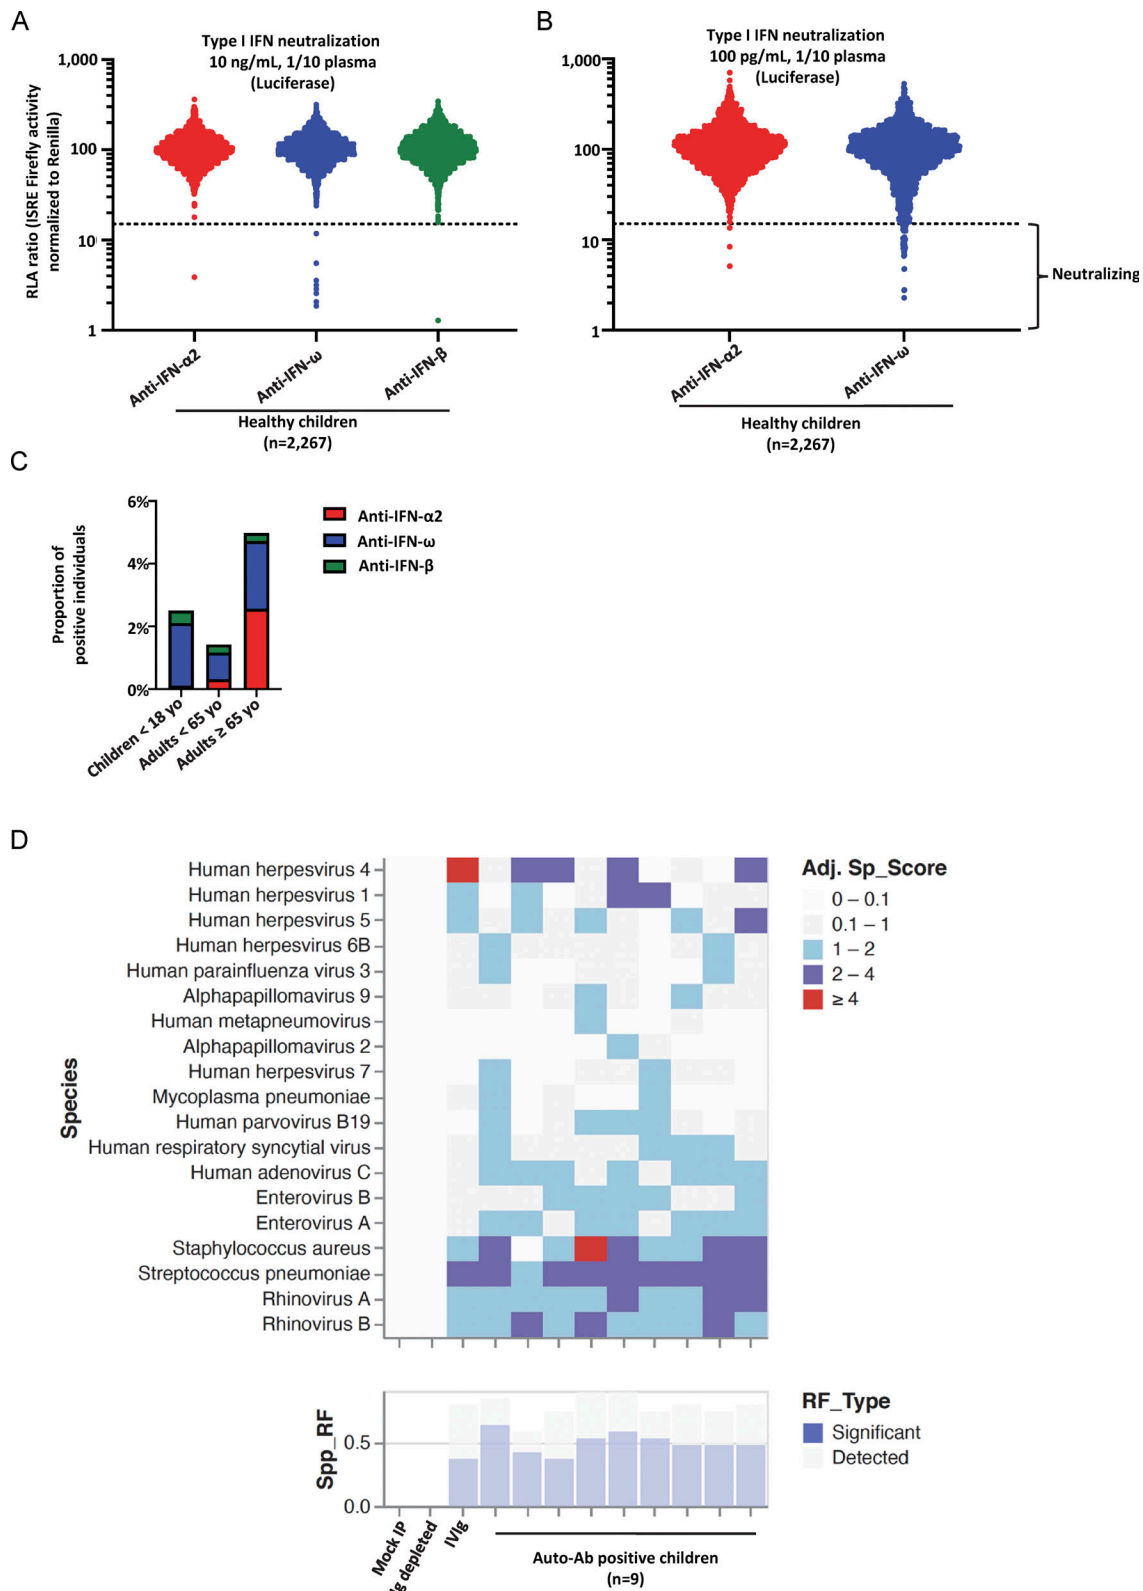 A
Type I IFN neutralization
10 ng/mL, 1/10 plasma
(Luciferase)
RLA ratio (ISRE Firefly activity
normalized to Renilla)
1,000
100
10
1
Anti-IFN-α2
Anti-IFN-ω
Anti-IFN-β
Healthy children
(n=2,267)
B
Type I IFN neutralization
100 pg/mL, 1/10 plasma
(Luciferase)
1,000
100
10
1
Neutralizing
Anti-IFN-α2
Anti-IFN-ω
Healthy children
(n=2,267)
C
Proportion of
positive individuals
6%
4%
2%
0%
Children < 18 yo
Adults < 65 yo
Adults ≥ 65 yo
Anti-IFN-α2
Anti-IFN-ω
Anti-IFN-β
D
Species
Human herpesvirus 4
Human herpesvirus 1
Human herpesvirus 5
Human herpesvirus 6B
Human parainfluenza virus 3
Alphapapillomavirus 9
Human metapneumovirus
Alphapapillomavirus 2
Human herpesvirus 7
Mycoplasma pneumoniae
Human parvovirus B19
Human respiratory syncytial virus
Human adenovirus C
Enterovirus B
Enterovirus A
Staphylococcus aureus
Streptococcus pneumoniae
Rhinovirus A
Rhinovirus B
Adj. Sp_Score
0 – 0.1
0.1 – 1
1 – 2
2 – 4
≥ 4
Spp_RF
0.5
0.0
RF_Type
Significant
Detected
Mock IP
Ig depleted
IVIg
Auto-Ab positive children
(n=9)